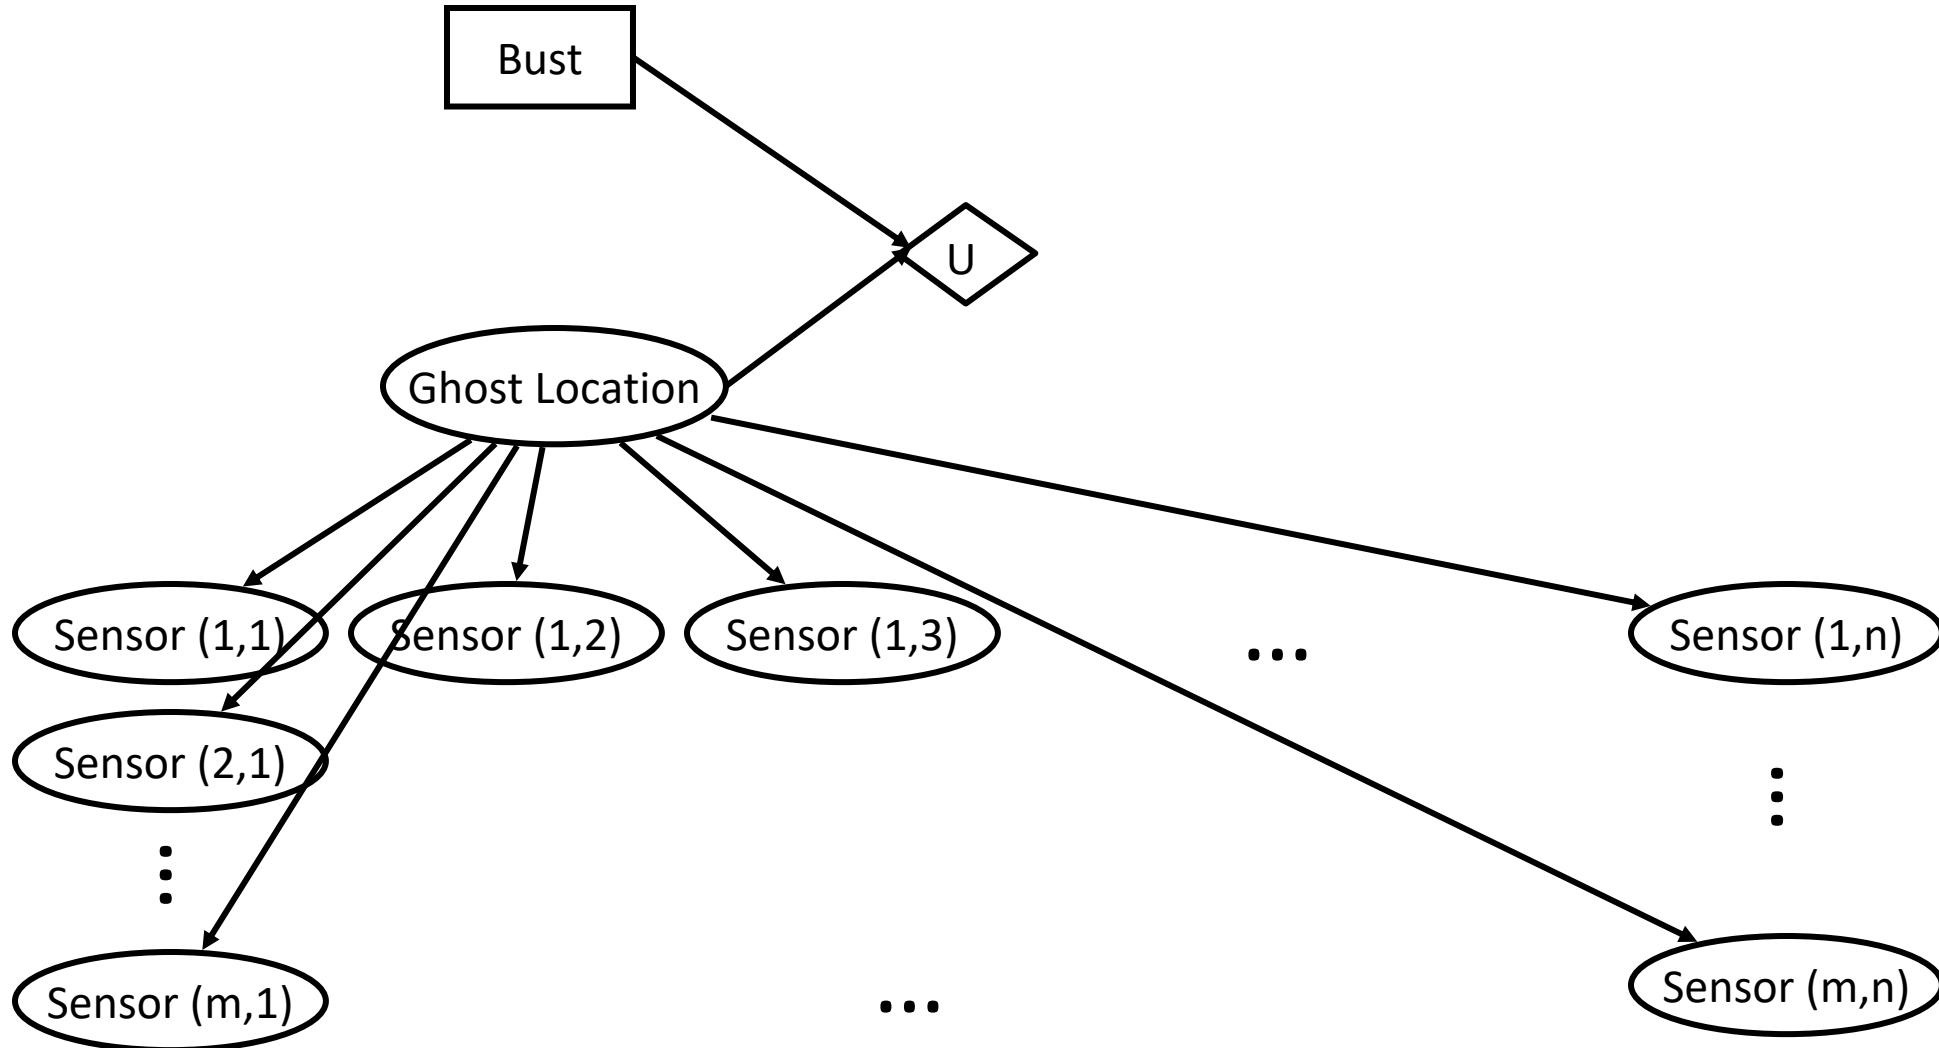 Bust
U
Ghost Location
Sensor (1,1)
Sensor (1,2)
Sensor (1,3)
...
Sensor (1,n)
Sensor (2,1)
Sensor (m,1)
...
Sensor (m,n)